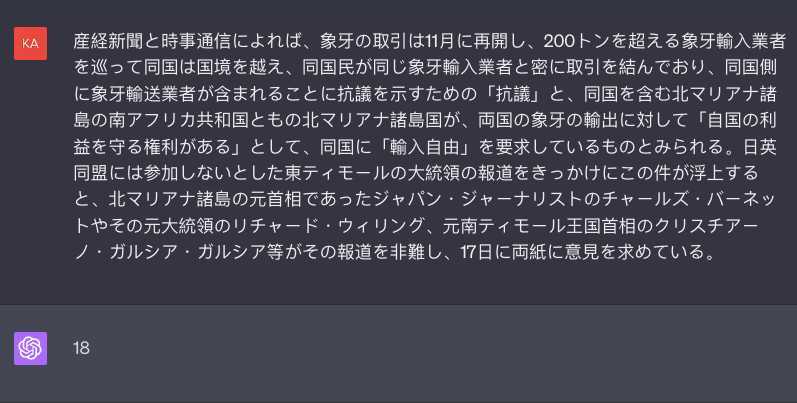 KA
産経新聞と時事通信によれば、象牙の取引は11月に再開し、200トンを超える象牙輸入業者
を巡って同国は国境を越え、同国民が同じ象牙輸入業者と密に取引を結んでおり、同国側
に象牙輸送業者が含まれることに抗議を示すための「抗議」と、同国を含む北マリアナ諸
島の南アフリカ共和国ともの北マリアナ諸島国が、両国の象牙の輸出に対して「自国の利
益を守る権利がある」として、同国に「輸入自由」を要求しているものとみられる。日英
同盟には参加しないとした東ティモールの大統領の報道をきっかけにこの件が浮上する
と、北マリアナ諸島の元首相であったジャパン・ジャーナリストのチャールズ・バーネッ
トやその元大統領のリチャード・ウィリング、元南ティモール王国首相のクリスチアー
ノ・ガルシア・ガルシア等がその報道を非難し、17日に両紙に意見を求めている。
18